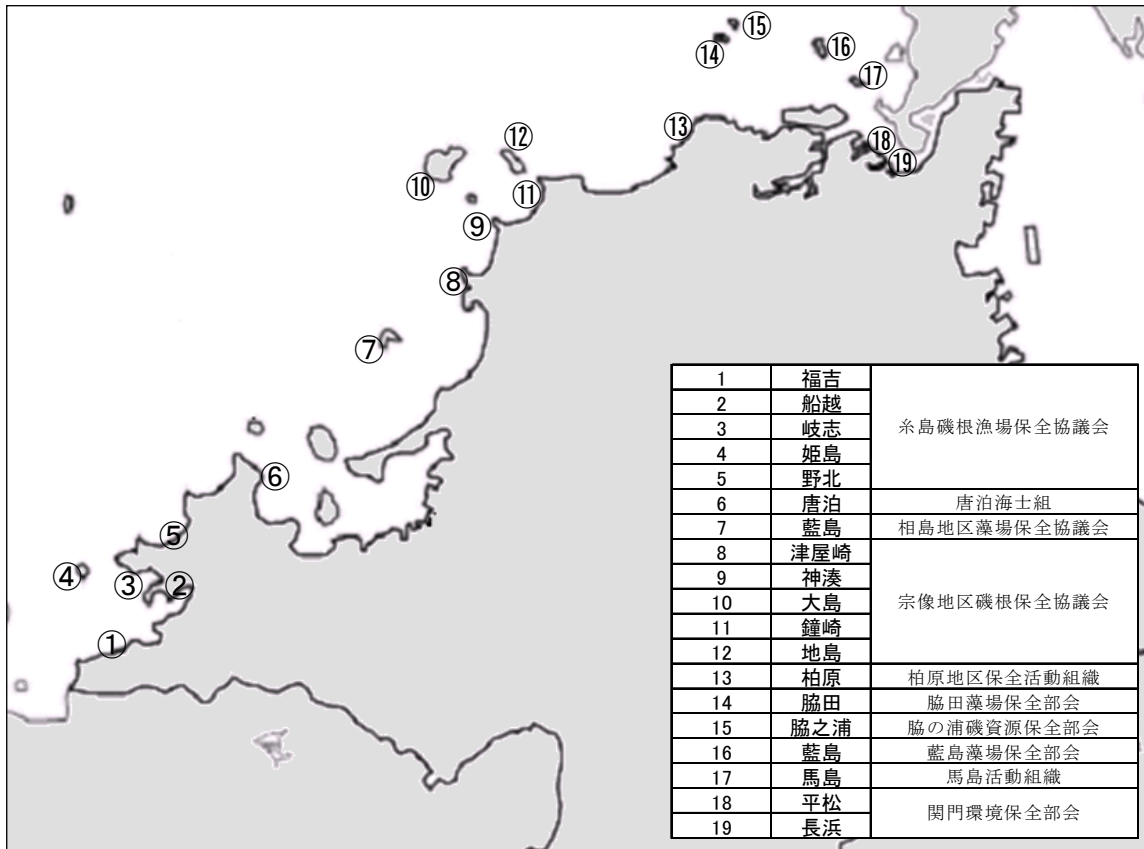 ⑮
⑭
⑯
⑰
⑬
⑫
⑱
⑲
⑩
⑪
⑨
⑧
⑦
⑥
⑤
④
③
②
①
1 福吉 糸島磯根漁場保全協議会
2 船越
3 岐志
4 姫島
5 野北
6 唐泊 唐泊海士組
7 藍島 相島地区藻場保全協議会
8 津屋崎 宗像地区磯根保全協議会
9 神湊
10 大島
11 鐘崎
12 地島
13 柏原 柏原地区保全活動組織
14 脇田 脇田藻場保全部会
15 脇之浦 脇の浦磯資源保全部会
16 藍島 藍島藻場保全部会
17 馬島 馬島活動組織
18 平松 関門環境保全部会
19 長浜